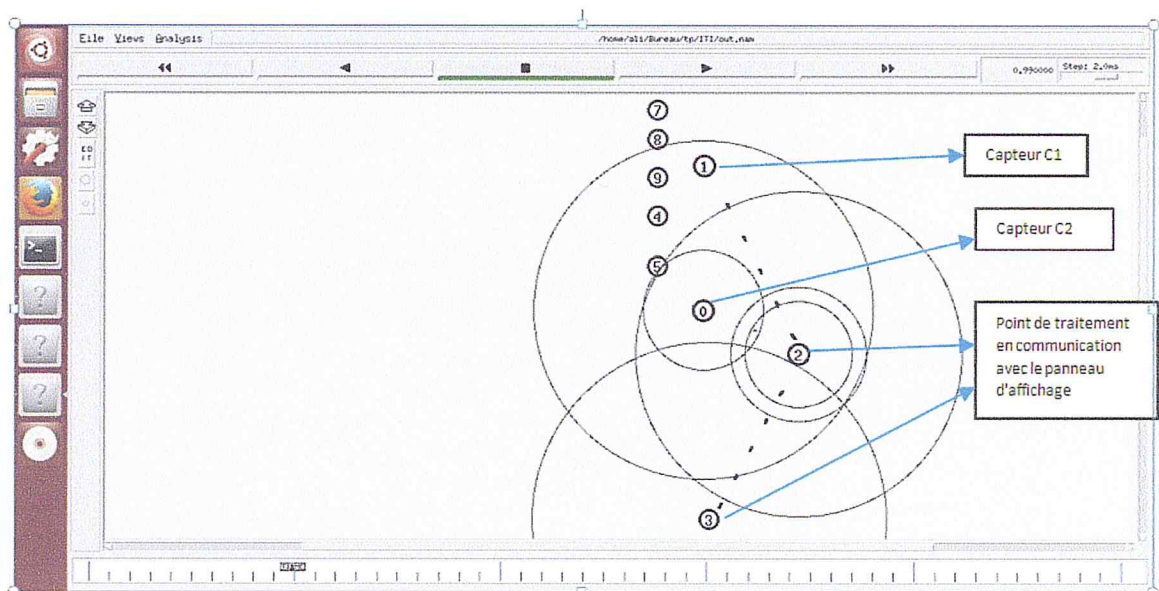 File Views Analysis /home/ali/Bureau/tp/ITI/out.nam
0.990000 Step: 2.0ms
7
8
1
9
4
5
0
2
3
Capteur C1
Capteur C2
Point de traitement
en communication
avec le panneau
d'affichage